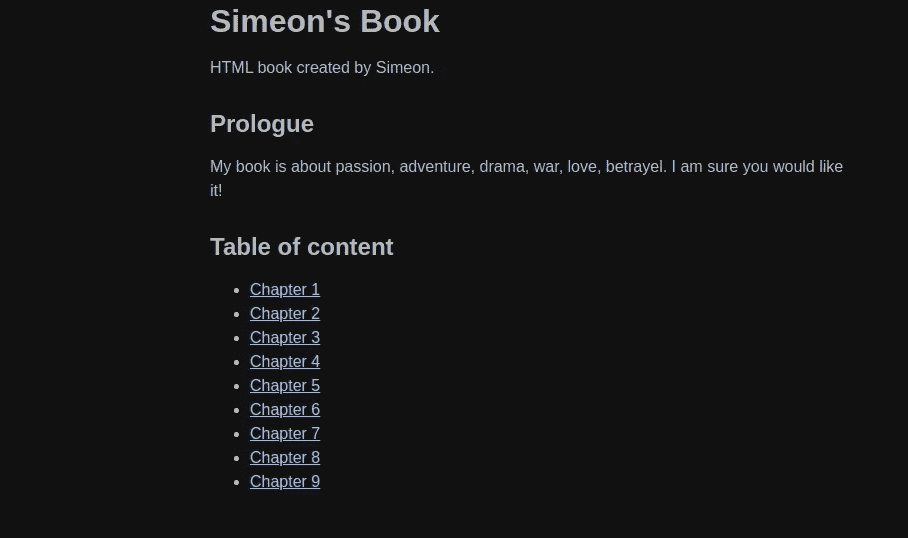 Simeon's Book
HTML book created by Simeon.
Prologue
My book is about passion, adventure, drama, war, love, betrayel. I am sure you would like
it!
Table of content
Chapter 1
Chapter 2
Chapter 3
Chapter 4
Chapter 5
Chapter 6
Chapter 7
Chapter 8
Chapter 9